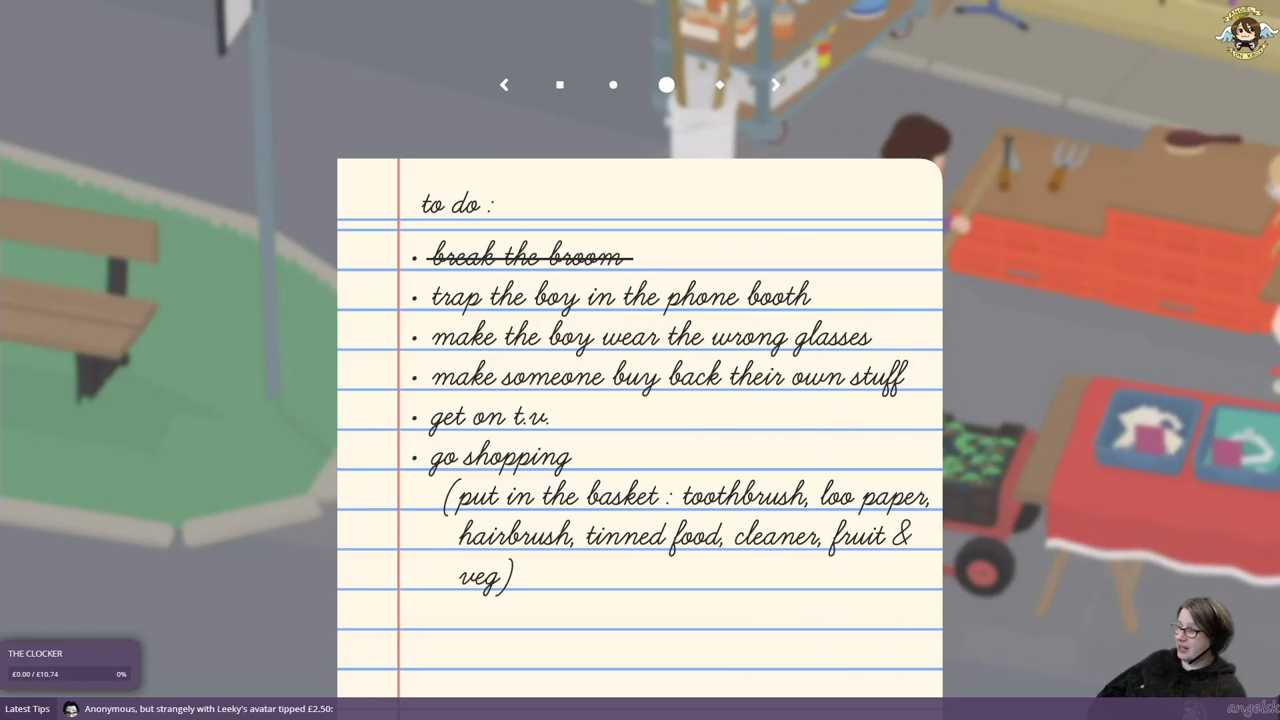 to do :
• break the broom
• trap the boy in the phone booth
• make the boy wear the wrong glasses
• make someone buy back their own stuff
• get on t.v.
• go shopping
(put in the basket : toothbrush, loo paper,
hairbrush, tinned food, cleaner, fruit &
veg)
THE CLOCKER
£0.00 / £10.74 0%
Latest Tips Anonymous, but strangely with Leeky's avatar tipped £2.50:
angelsk